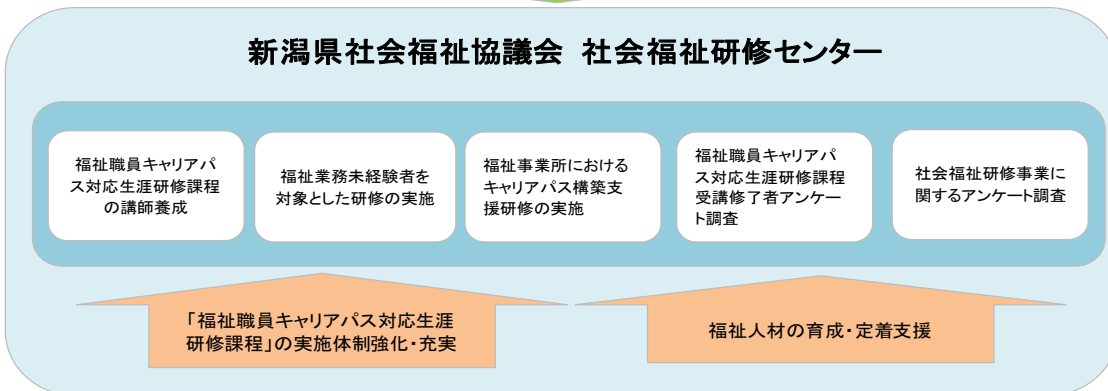 新潟県社会福祉協議会 社会福祉研修センター
福祉職員キャリアパ
ス対応生涯研修課程
の講師養成
福祉業務未経験者を
対象とした研修の実施
福祉事業所における
キャリアパス構築支
援研修の実施
福祉職員キャリアパ
ス対応生涯研修課程
受講修了者アンケー
ト調査
社会福祉研修事業に
関するアンケート調査
「福祉職員キャリアパス対応生涯
研修課程」の実施体制強化・充実
福祉人材の育成・定着支援